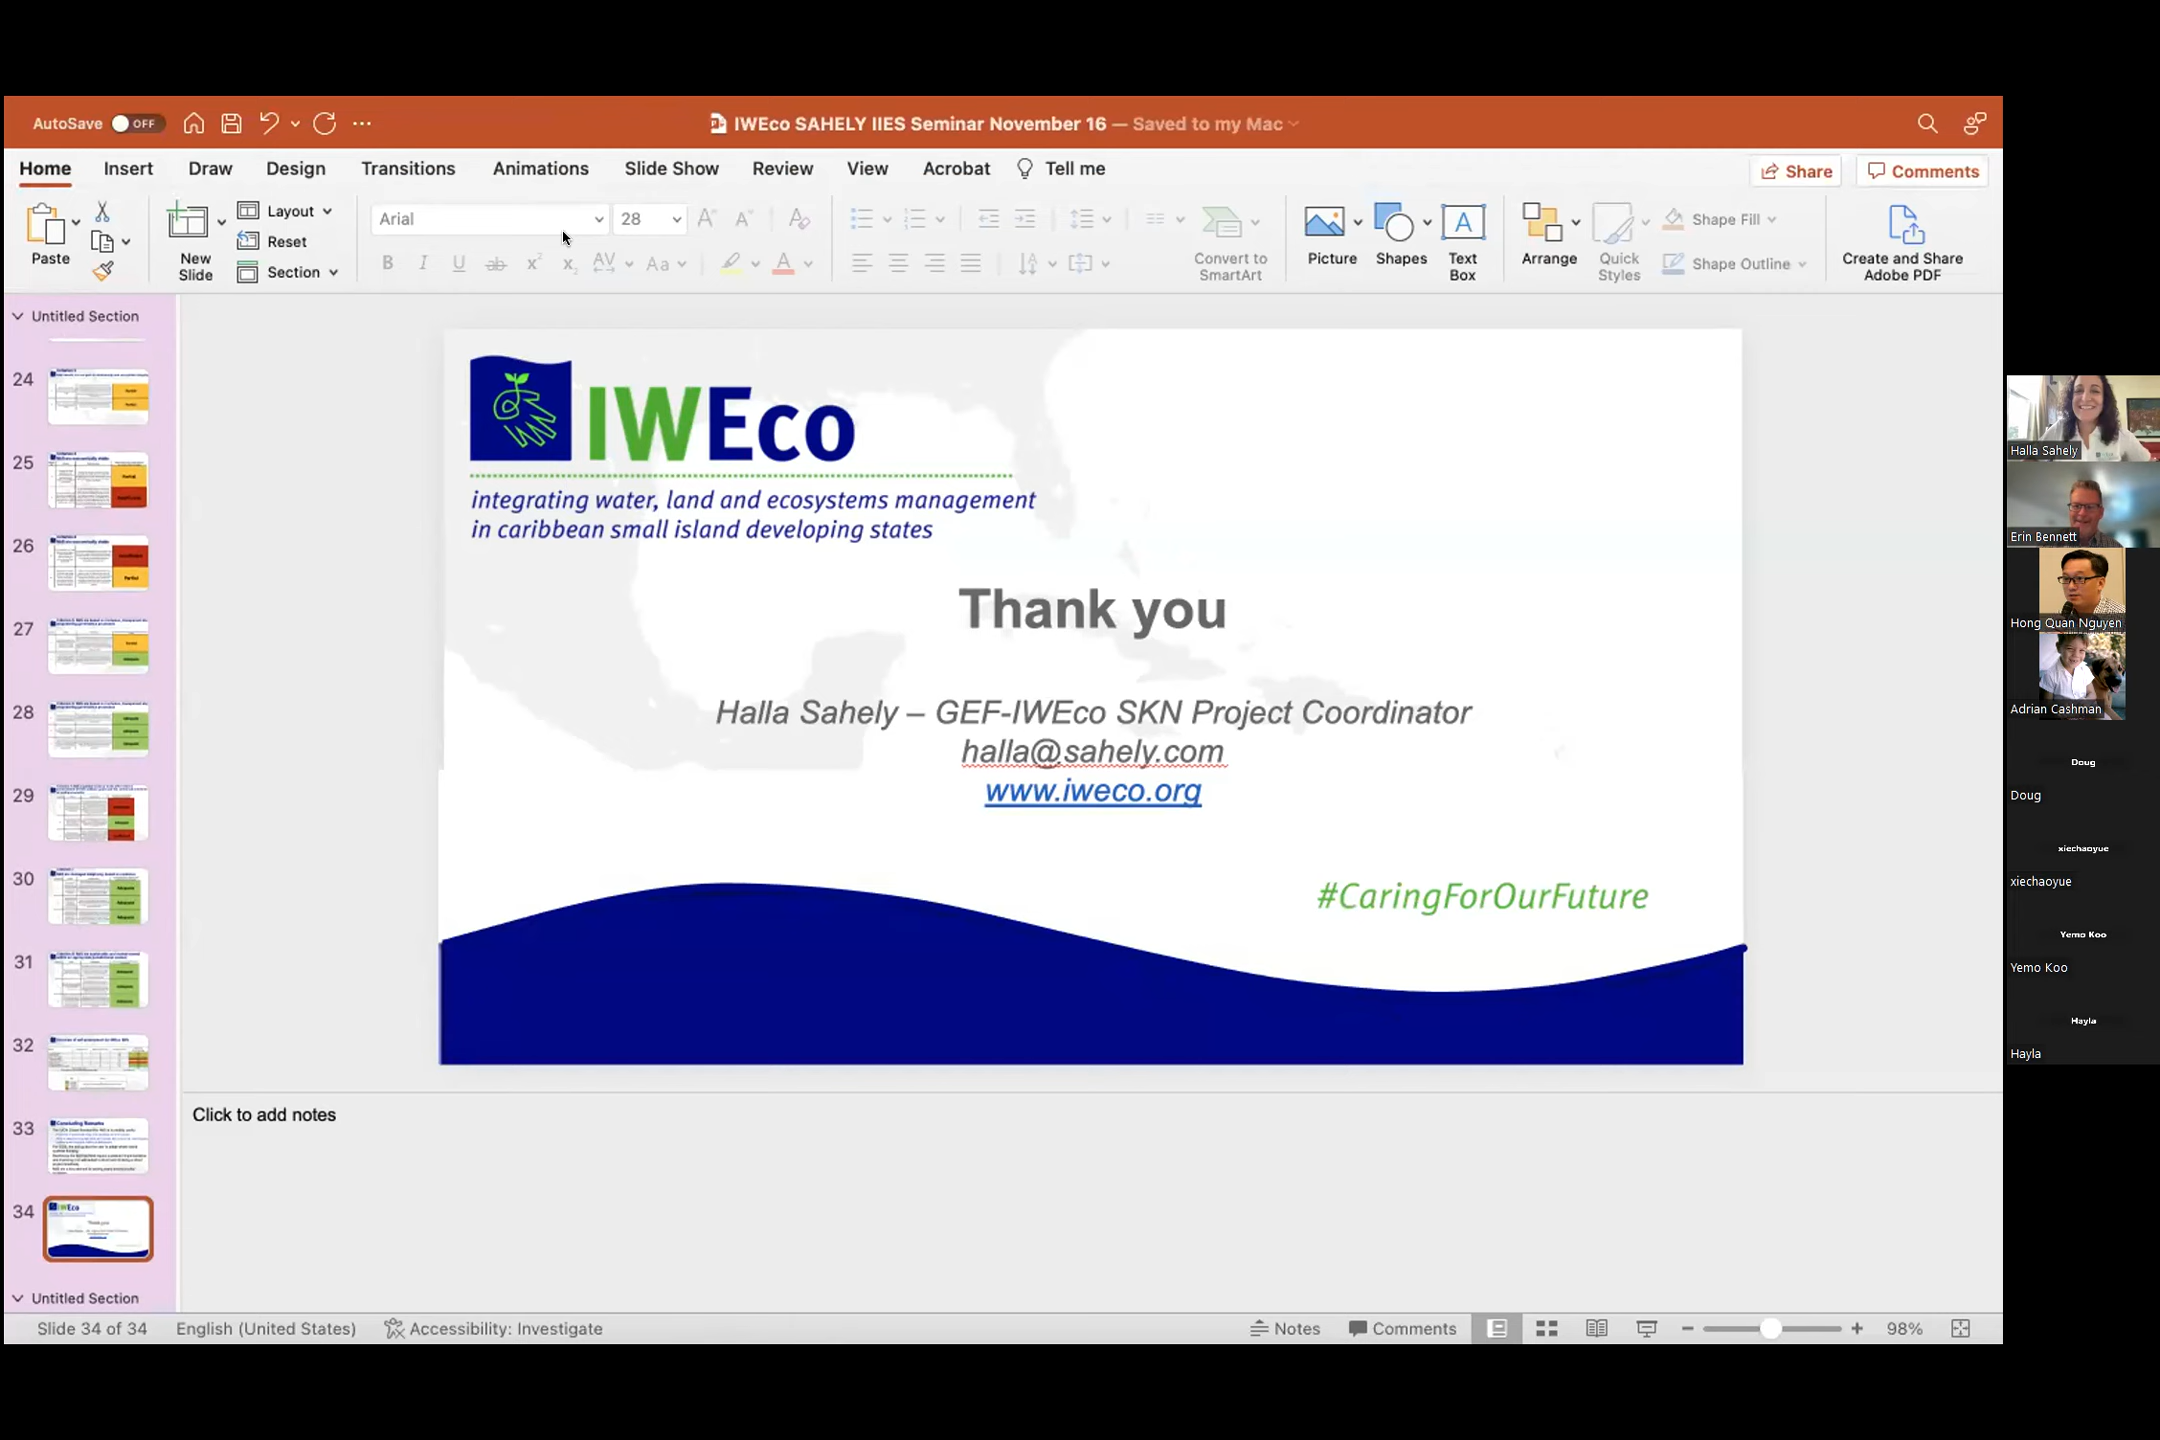 AutoSave OFF
IWEco SAHELY IIES Seminar November 16 — Saved to my Mac
Home Insert Draw Design Transitions Animations Slide Show Review View Acrobat Tell me
Share Comments
Paste
New Slide
Layout
Reset
Section
Arial 28
Convert to SmartArt
Picture
Shapes
Text Box
Arrange
Quick Styles
Shape Fill
Shape Outline
Create and Share Adobe PDF
Untitled Section
24
25
26
27
28
29
30
31
32
33
Concluding Remarks
34
Untitled Section
IWEco
integrating water, land and ecosystems management
in caribbean small island developing states
Thank you
Halla Sahely – GEF-IWEco SKN Project Coordinator
halla@sahely.com
www.iweco.org
#CaringForOurFuture
Click to add notes
Slide 34 of 34 English (United States) Accessibility: Investigate
Notes Comments 98%
Halla Sahely
Erin Bennett
Hong Quan Nguyen
Adrian Cashman
Doug
Doug
xiechaoyue
xiechaoyue
Yemo Koo
Yemo Koo
Hayla
Hayla